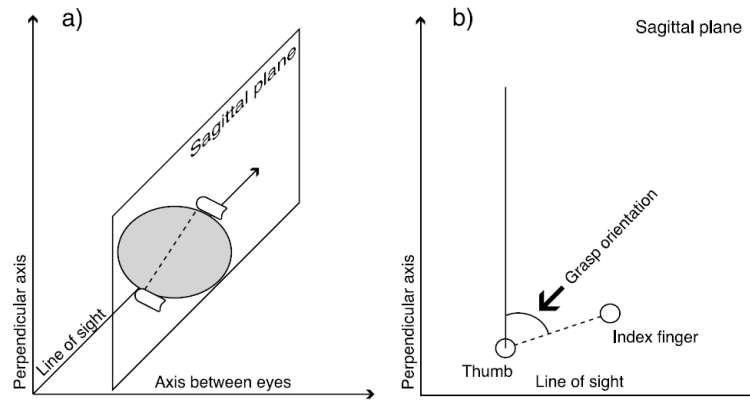 a)
Sagittal plane
Perpendicular axis
Line of sight
Axis between eyes
b)
Sagittal plane
Perpendicular axis
Grasp orientation
Index finger
Thumb
Line of sight